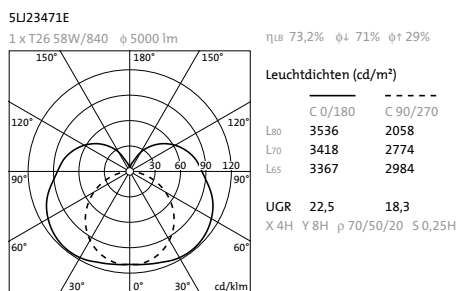 5LJ23471E
1 x T26 58W/840 ϕ 5000 lm
150° 150°
120° 120°
30 60 90 120
90° 90°
60° 60°
30° 0° 30° cd/klm
ηLB 73,2% ϕ↓ 71% ϕ↑ 29%
Leuchtdichten (cd/m²)
C 0/180 C 90/270
L80 3536 2058
L70 3418 2774
L65 3367 2984
UGR 22,5 18,3
X 4H Y 8H ρ 70/50/20 S 0,25H